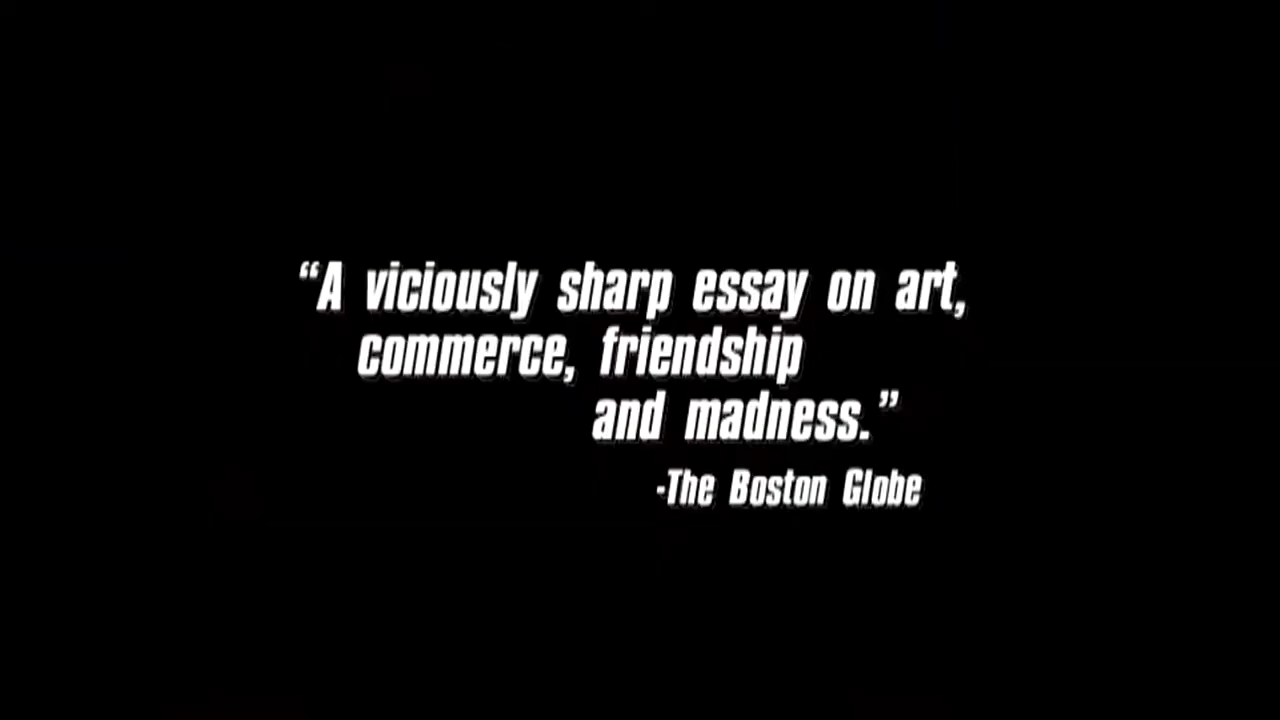 “A viciously sharp essay on art,
commerce, friendship
and madness.”
-The Boston Globe